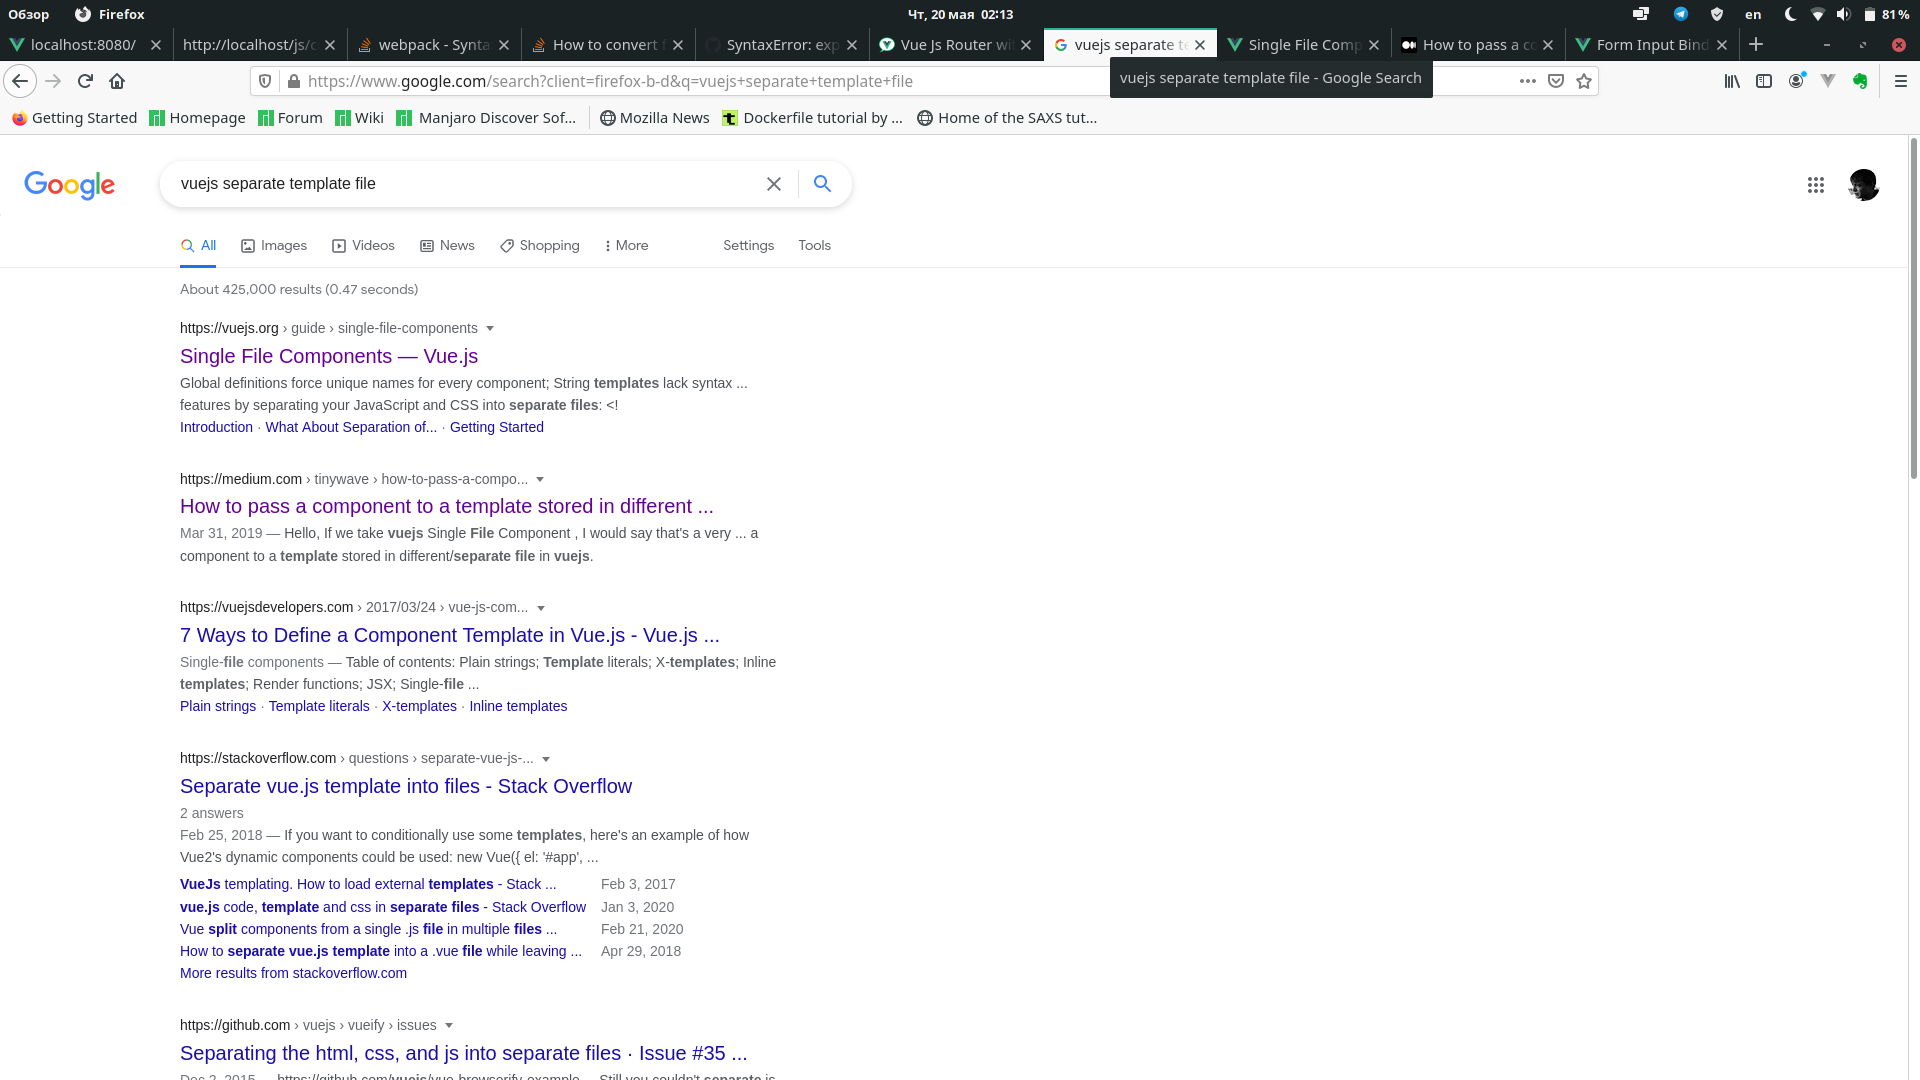 Обзор Firefox Чт, 20 мая 02:13 en 81%
localhost:8080/ http://localhost/js/c webpack - Synta How to convert f SyntaxError: exp Vue Js Router wi vuejs separate te Single File Comp How to pass a co Form Input Bind
https://www.google.com/search?client=firefox-b-d&q=vuejs+separate+template+file
vuejs separate template file - Google Search
Getting Started Homepage Forum Wiki Manjaro Discover Sof... Mozilla News Dockerfile tutorial by ... Home of the SAXS tut...
Google vuejs separate template file
All Images Videos News Shopping More Settings Tools
About 425,000 results (0.47 seconds)
https://vuejs.org › guide › single-file-components
Single File Components — Vue.js
Global definitions force unique names for every component; String templates lack syntax ...
features by separating your JavaScript and CSS into separate files: <!
Introduction · What About Separation of... · Getting Started
https://medium.com › tinywave › how-to-pass-a-compo...
How to pass a component to a template stored in different ...
Mar 31, 2019 — Hello, If we take vuejs Single File Component , I would say that's a very ... a
component to a template stored in different/separate file in vuejs.
https://vuejsdevelopers.com › 2017/03/24 › vue-js-com...
7 Ways to Define a Component Template in Vue.js - Vue.js ...
Single-file components — Table of contents: Plain strings; Template literals; X-templates; Inline
templates; Render functions; JSX; Single-file ...
Plain strings · Template literals · X-templates · Inline templates
https://stackoverflow.com › questions › separate-vue-js-...
Separate vue.js template into files - Stack Overflow
2 answers
Feb 25, 2018 — If you want to conditionally use some templates, here's an example of how
Vue2's dynamic components could be used: new Vue({ el: '#app', ...
VueJs templating. How to load external templates - Stack ... Feb 3, 2017
vue.js code, template and css in separate files - Stack Overflow Jan 3, 2020
Vue split components from a single .js file in multiple files ... Feb 21, 2020
How to separate vue.js template into a .vue file while leaving ... Apr 29, 2018
More results from stackoverflow.com
https://github.com › vuejs › vueify › issues
Separating the html, css, and js into separate files · Issue #35 ...
Dec 2, 2015 — https://github.com/vuejs/vue-browserify-example ... Still you couldn't separate js